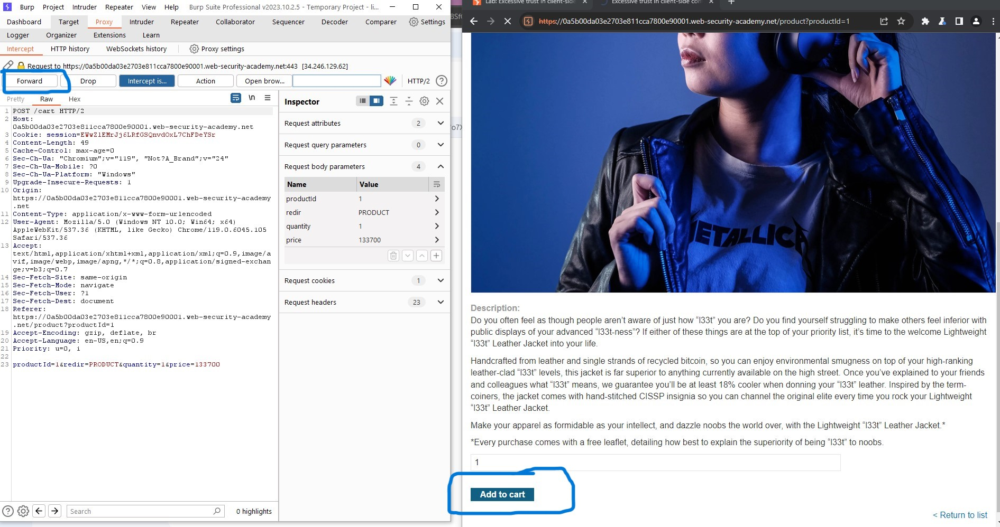 Burp Project Intruder Repeater View Help Burp Suite Professional v2023.10.2.5 - Temporary Project - li...
Dashboard Target Proxy Intruder Repeater Collaborator Sequencer Decoder Comparer Settings
Logger Organizer Extensions Learn
Intercept HTTP history WebSockets history Proxy settings
Request to https://0a5b00da03e2703e811cca7800e90001.web-security-academy.net:443 [34.246.129.62]
Forward Drop Intercept is... Action Open brow... HTTP/2
Pretty Raw Hex \n
1 POST /cart HTTP/2
2 Host:
0a5b00da03e2703e811cca7800e90001.web-security-academy.net
3 Cookie: session=EWwZlEMrJj6LRfGSQnvdOxL7ChFDeYSr
4 Content-Length: 49
5 Cache-Control: max-age=0
6 Sec-Ch-Ua: "Chromium";v="119", "Not?A_Brand";v="24"
7 Sec-Ch-Ua-Mobile: ?0
8 Sec-Ch-Ua-Platform: "Windows"
9 Upgrade-Insecure-Requests: 1
10 Origin:
https://0a5b00da03e2703e811cca7800e90001.web-security-academy
.net
11 Content-Type: application/x-www-form-urlencoded
12 User-Agent: Mozilla/5.0 (Windows NT 10.0; Win64; x64)
AppleWebKit/537.36 (KHTML, like Gecko) Chrome/119.0.6045.105
Safari/537.36
13 Accept:
text/html,application/xhtml+xml,application/xml;q=0.9,image/a
vif,image/webp,image/apng,*/*;q=0.8,application/signed-exchan
ge;v=b3;q=0.7
14 Sec-Fetch-Site: same-origin
15 Sec-Fetch-Mode: navigate
16 Sec-Fetch-User: ?1
17 Sec-Fetch-Dest: document
18 Referer:
https://0a5b00da03e2703e811cca7800e90001.web-security-academy
.net/product?productId=1
19 Accept-Encoding: gzip, deflate, br
20 Accept-Language: en-US,en;q=0.9
21 Priority: u=0, i
22
23 productId=1&redir=PRODUCT&quantity=1&price=133700
Search 0 highlights
Inspector
Request attributes 2
Request query parameters 0
Request body parameters 4
Name Value
productId 1
redir PRODUCT
quantity 1
price 133700
Request cookies 1
Request headers 23
Lab: Excessive trust in client-side Excessive trust in client-side con
https://0a5b00da03e2703e811cca7800e90001.web-security-academy.net/product?productId=1
METALLICA
Description:
Do you often feel as though people aren’t aware of just how “l33t” you are? Do you find yourself struggling to make others feel inferior with
public displays of your advanced “l33t-ness”? If either of these things are at the top of your priority list, it’s time to the welcome Lightweight
“l33t” Leather Jacket into your life.
Handcrafted from leather and single strands of recycled bitcoin, so you can enjoy environmental smugness on top of your high-ranking
leather-clad “l33t” levels, this jacket is far superior to anything currently available on the high street. Once you’ve explained to your friends
and colleagues what “l33t” means, we guarantee you’ll be at least 18% cooler when donning your “l33t” leather. Inspired by the term-
coiners, the jacket comes with hand-stitched CISSP insignia so you can channel the original elite every time you rock your Lightweight
“l33t” Leather Jacket.
Make your apparel as formidable as your intellect, and dazzle noobs the world over, with the Lightweight “l33t” Leather Jacket.*
*Every purchase comes with a free leaflet, detailing how best to explain the superiority of being “l33t” to noobs.
1
Add to cart
< Return to list